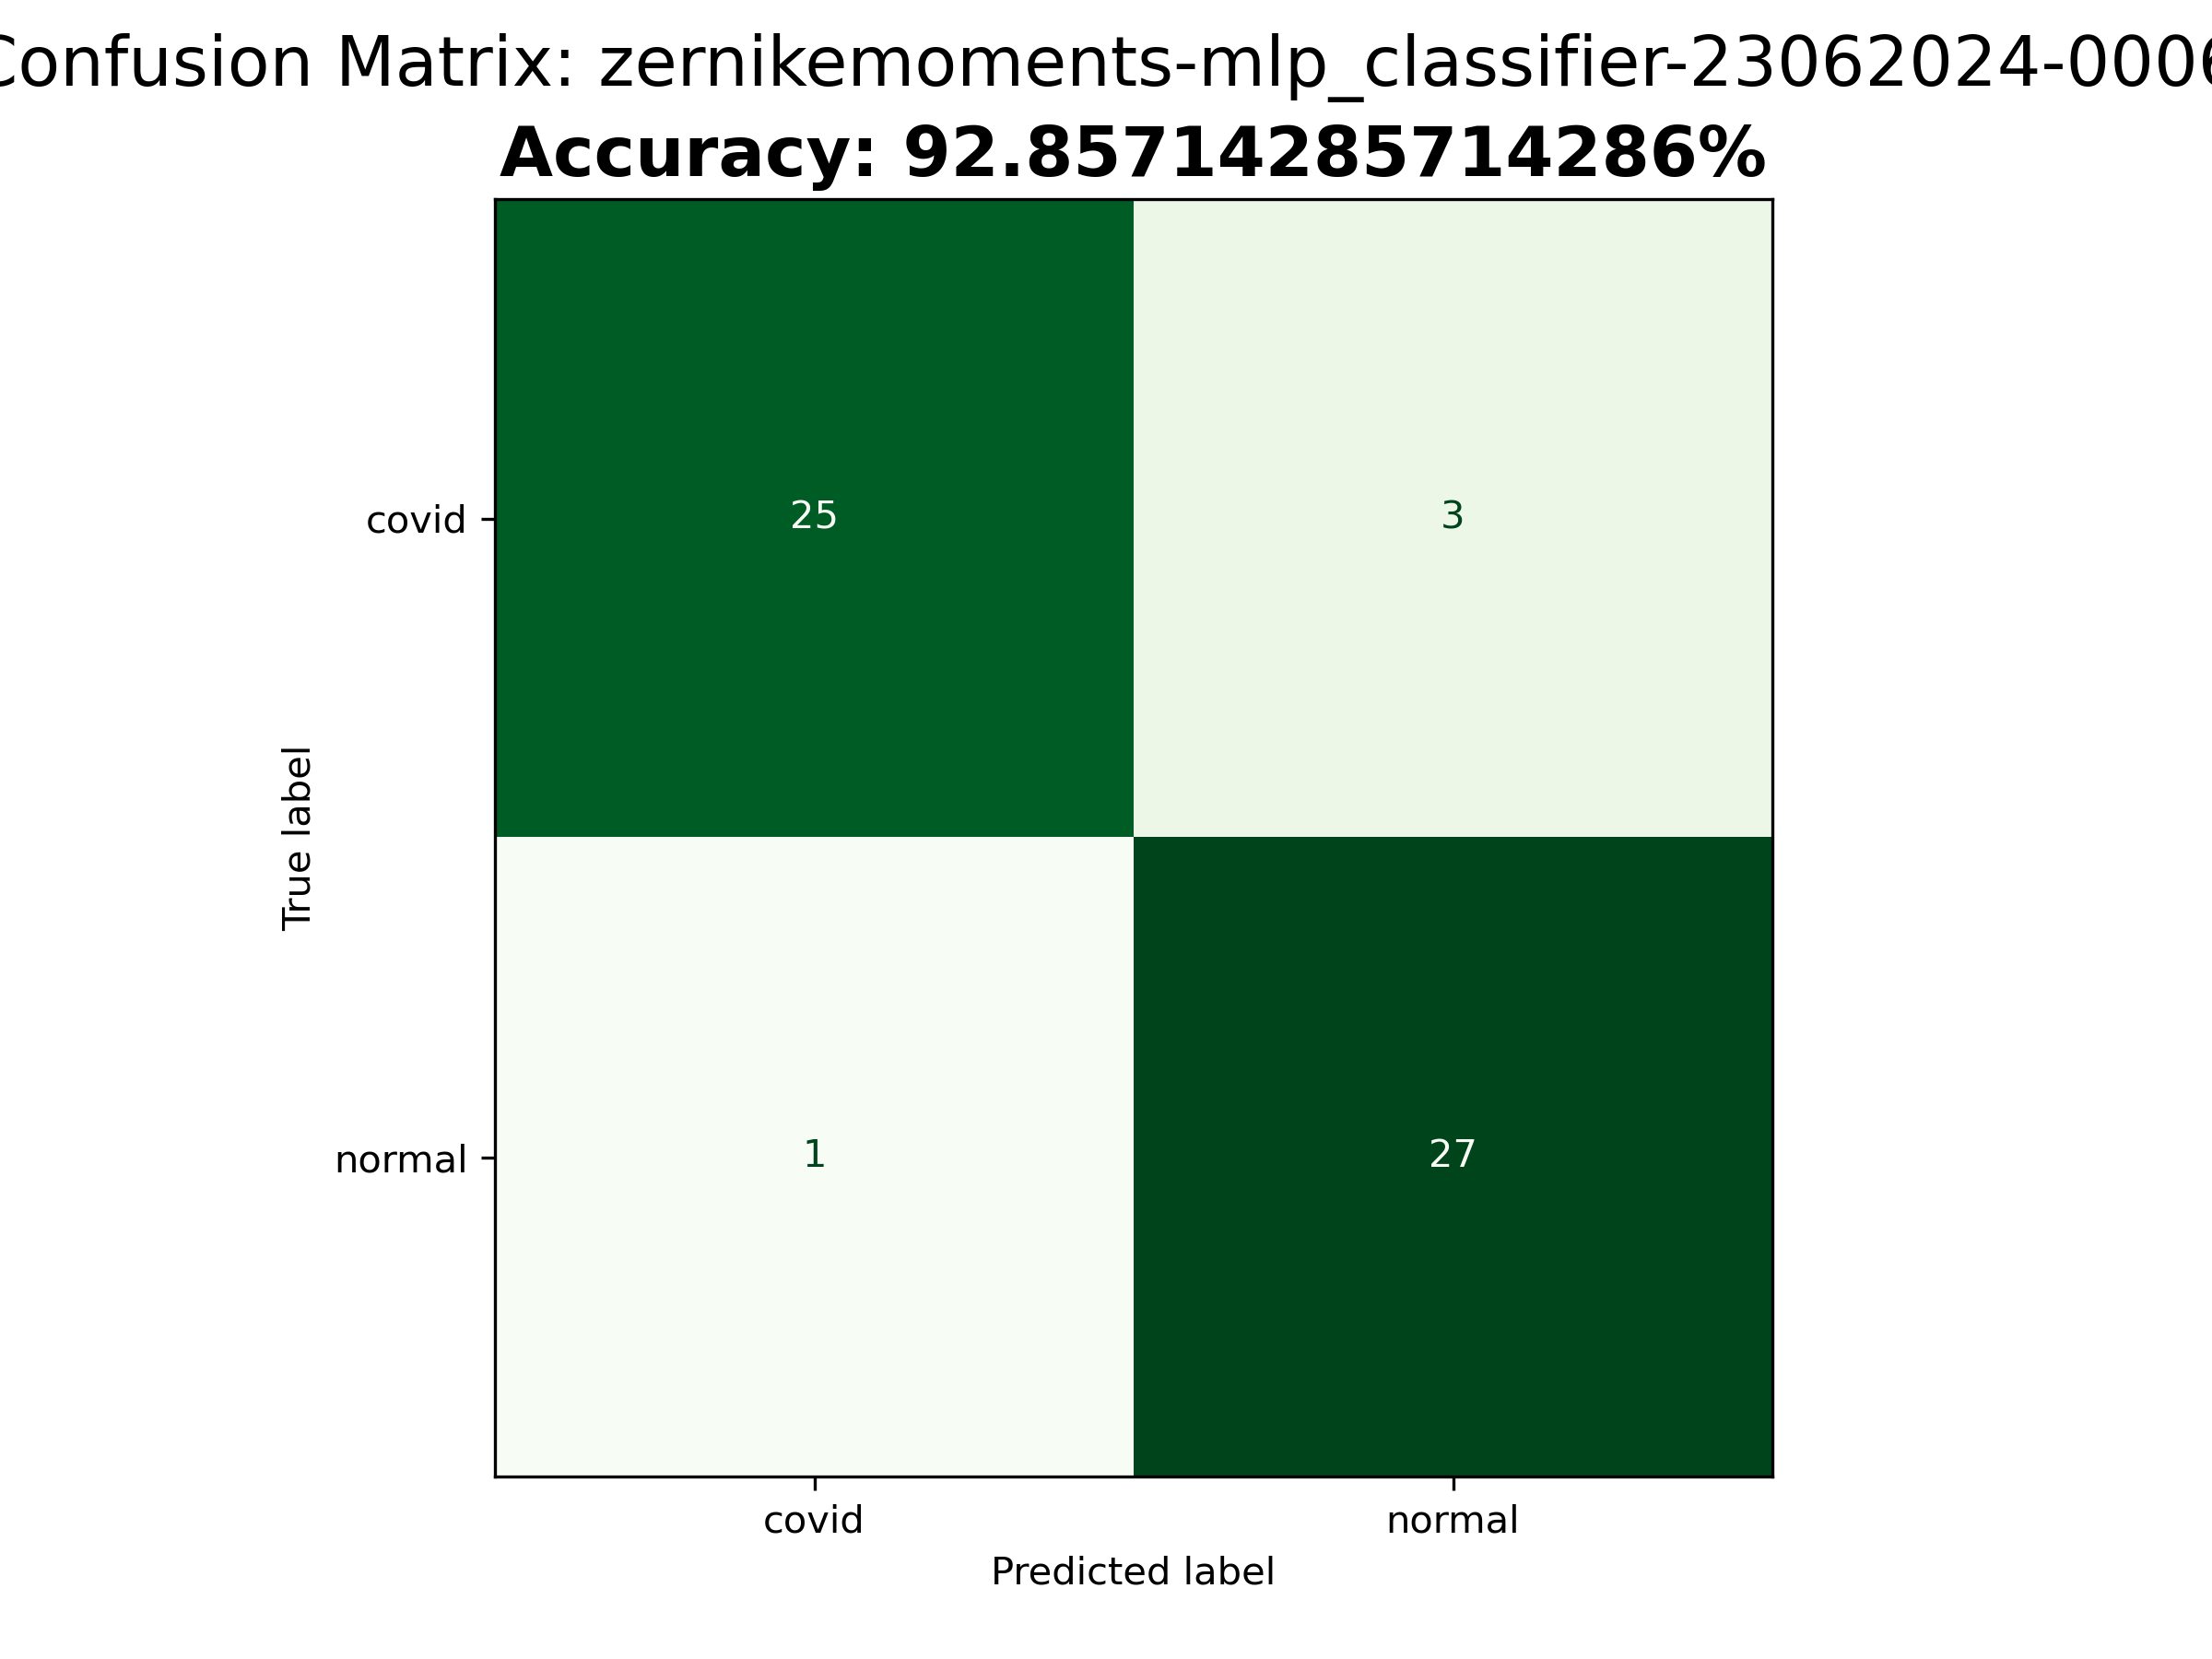 Confusion Matrix: zernikemoments-mlp_classifier-23062024-0006
Accuracy: 92.85714285714286%
covid
25
3
True label
normal
1
27
covid
normal
Predicted label